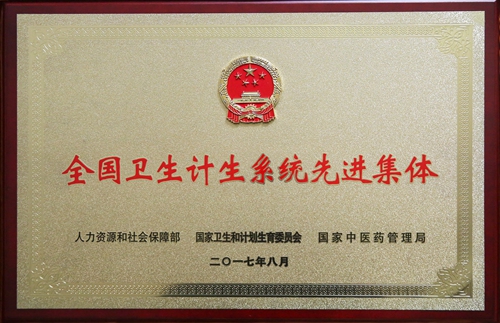 全国卫生计生系统先进集体
人力资源和社会保障部 国家卫生和计划生育委员会 国家中医药管理局
二〇一七年八月